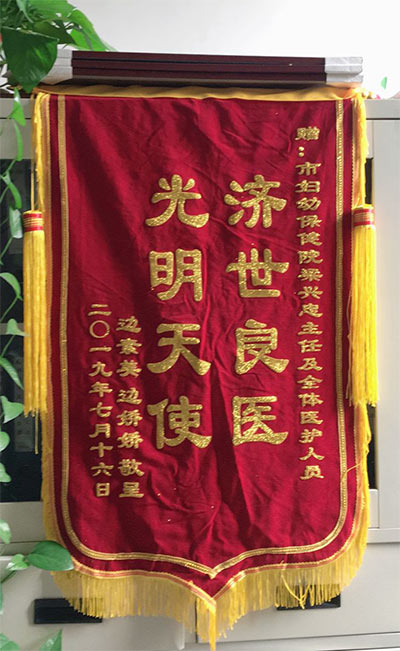 赠：市妇幼保健院梁兴忠主任及全体医护人员
济世良医
光明天使
边素英 边娇娇敬呈
二〇一九年七月十六日